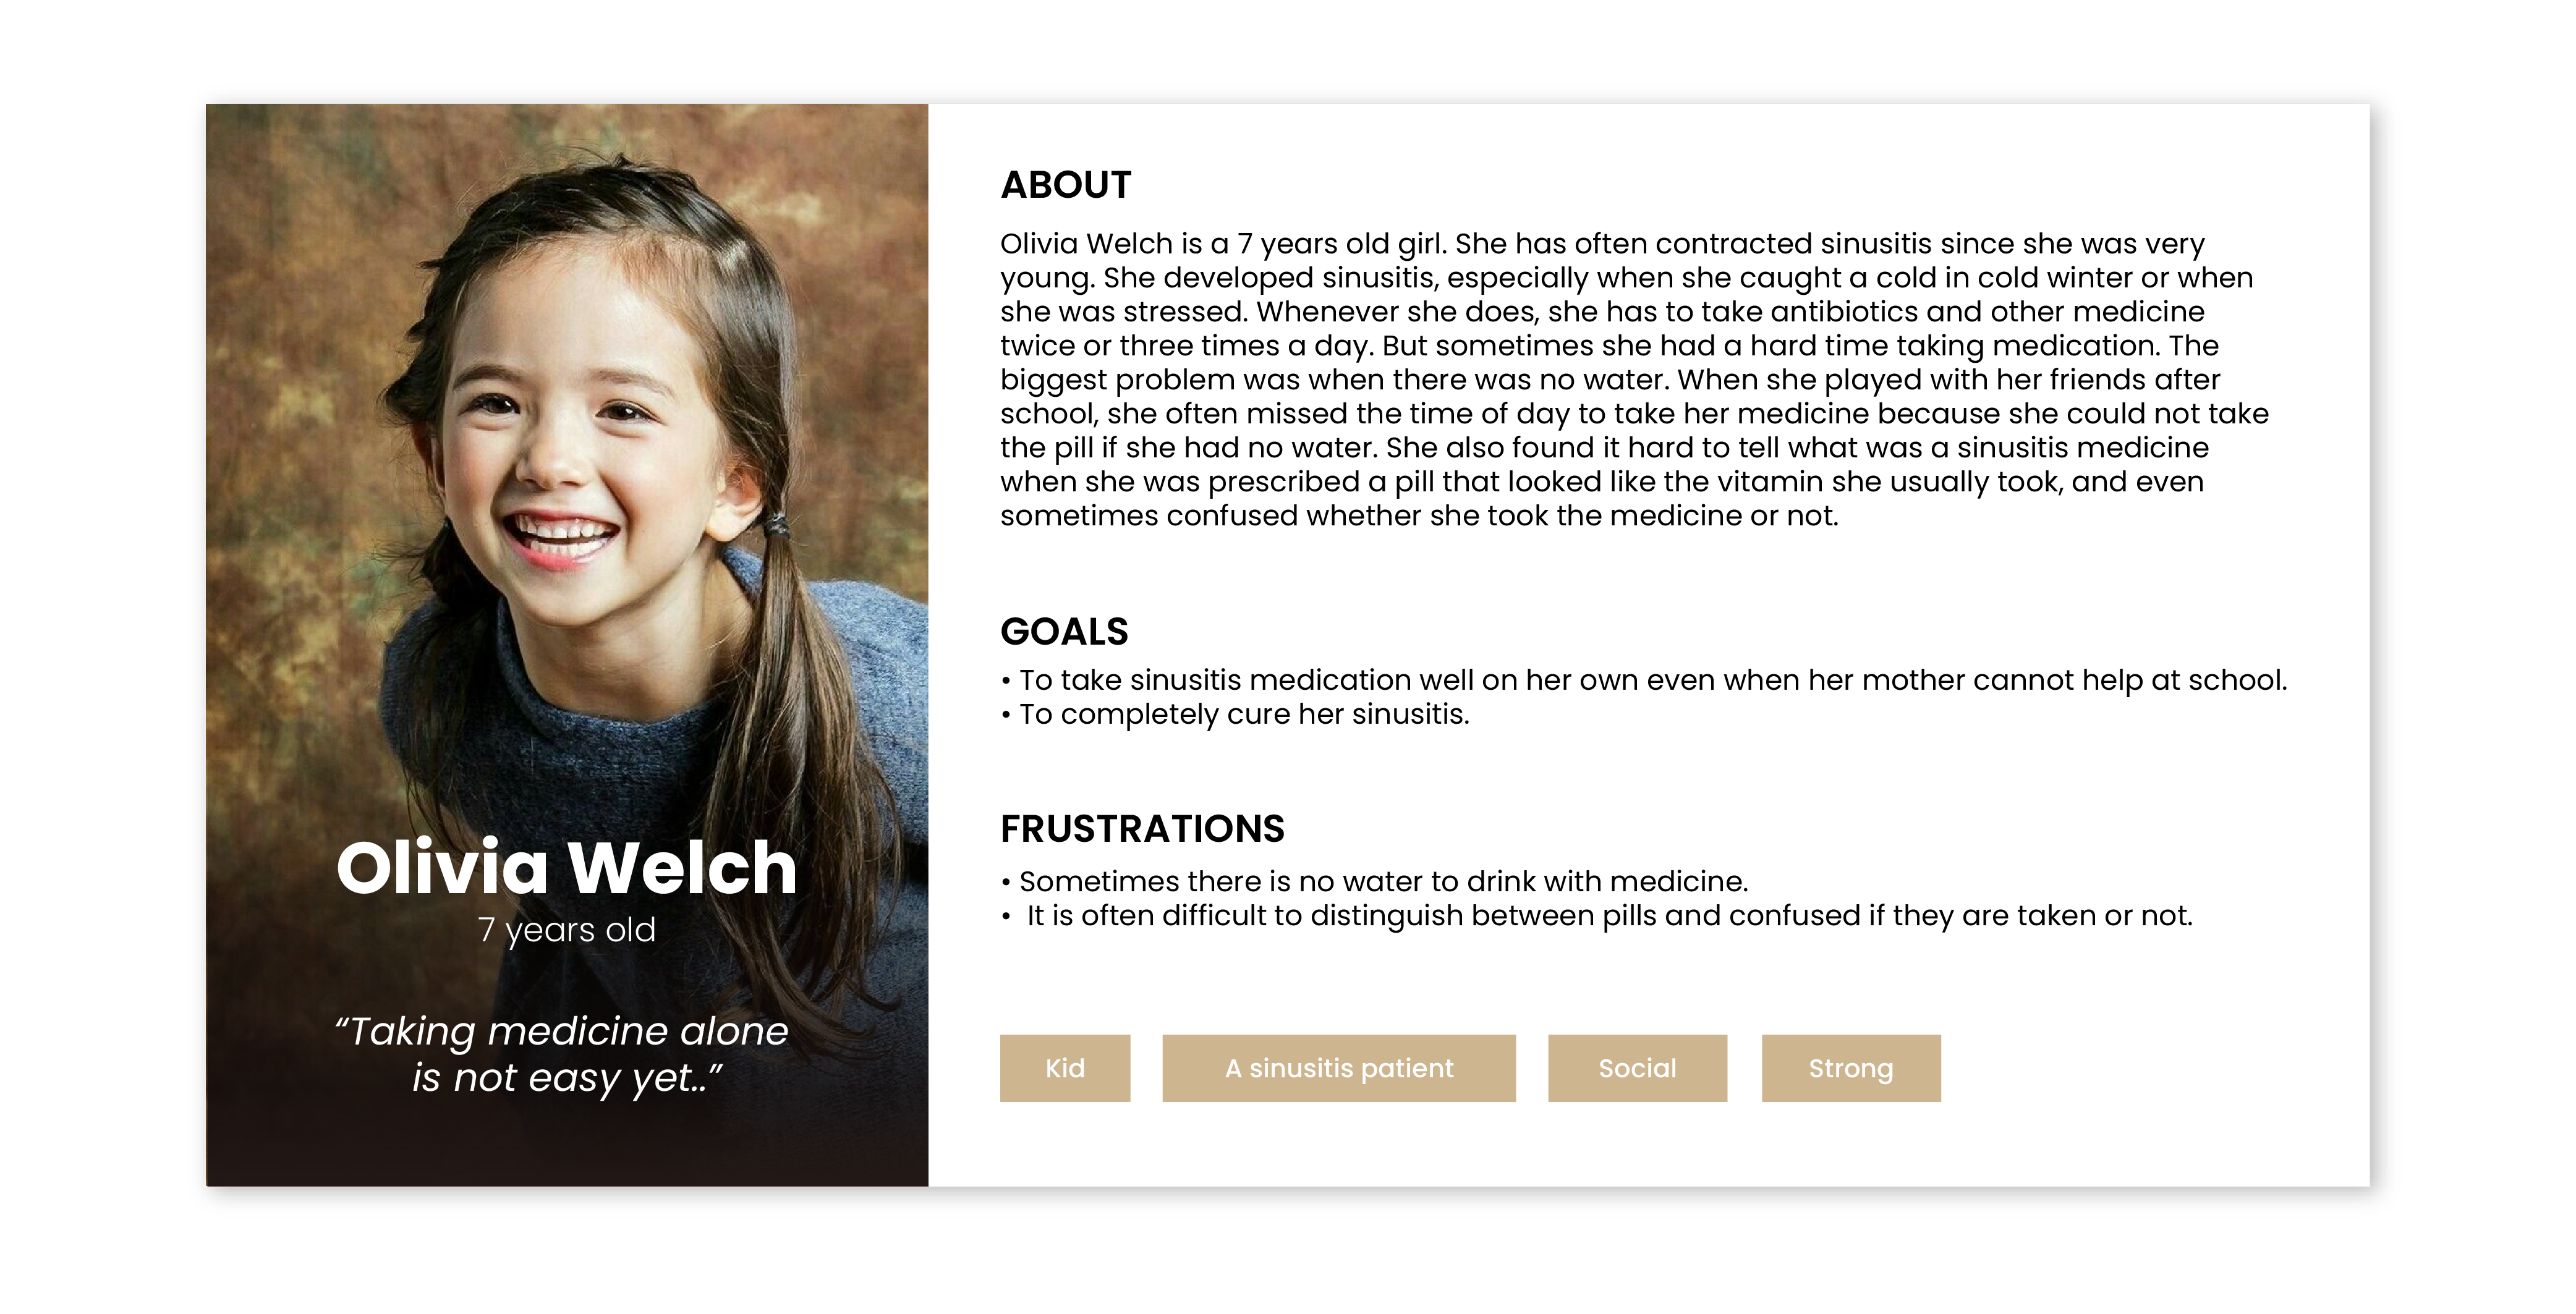 Olivia Welch
7 years old
“Taking medicine alone
is not easy yet..”
ABOUT
Olivia Welch is a 7 years old girl. She has often contracted sinusitis since she was very
young. She developed sinusitis, especially when she caught a cold in cold winter or when
she was stressed. Whenever she does, she has to take antibiotics and other medicine
twice or three times a day. But sometimes she had a hard time taking medication. The
biggest problem was when there was no water. When she played with her friends after
school, she often missed the time of day to take her medicine because she could not take
the pill if she had no water. She also found it hard to tell what was a sinusitis medicine
when she was prescribed a pill that looked like the vitamin she usually took, and even
sometimes confused whether she took the medicine or not.
GOALS
• To take sinusitis medication well on her own even when her mother cannot help at school.
• To completely cure her sinusitis.
FRUSTRATIONS
• Sometimes there is no water to drink with medicine.
• It is often difficult to distinguish between pills and confused if they are taken or not.
Kid
A sinusitis patient
Social
Strong